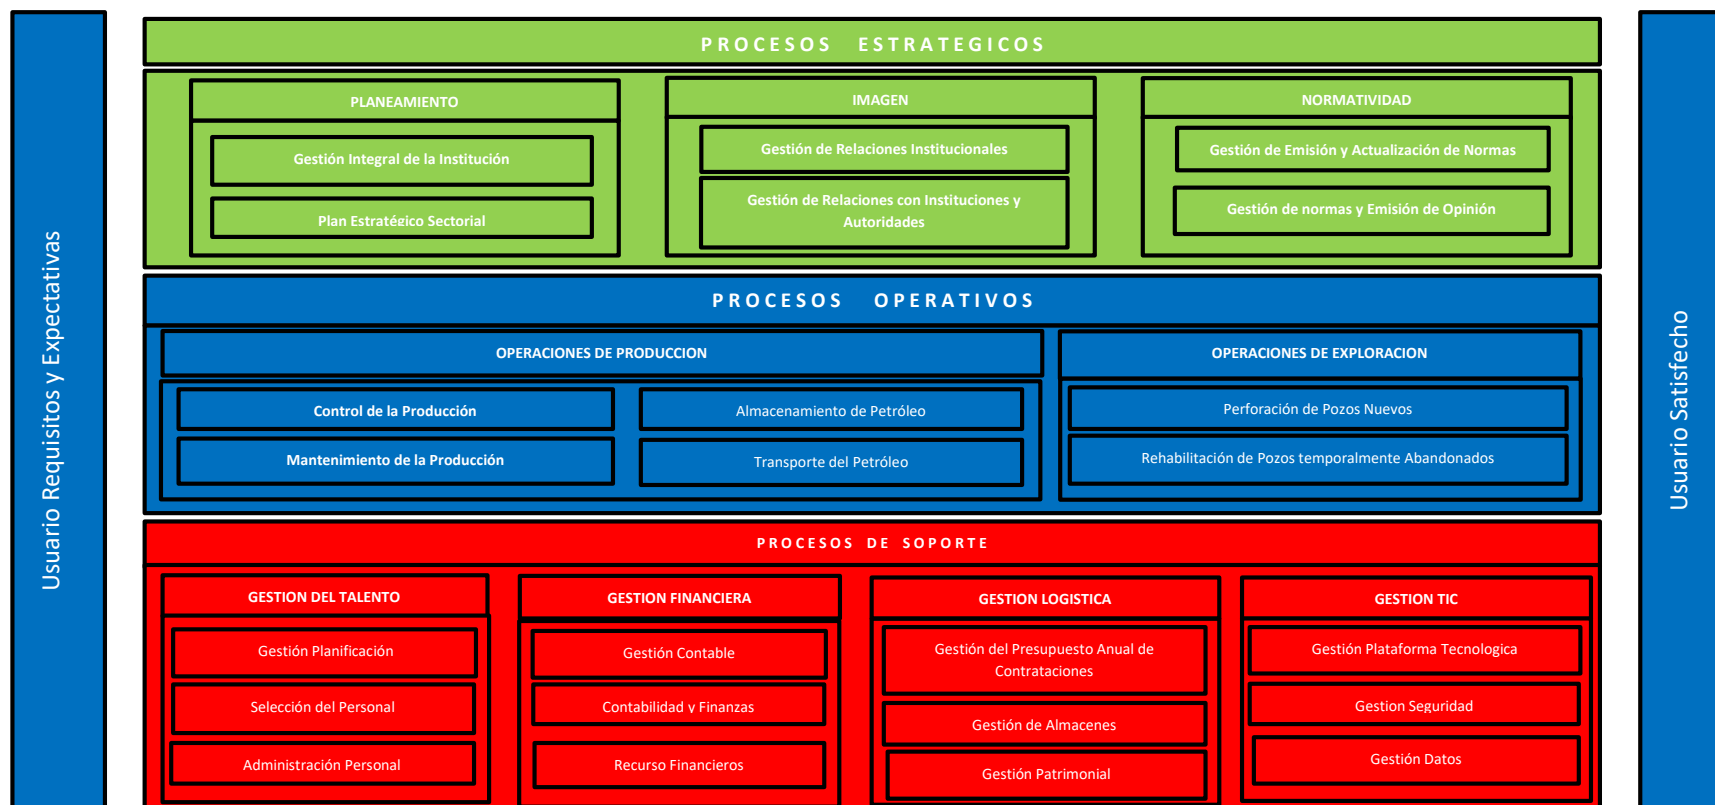 Usuario Requisitos y Expectativas
PROCESOS ESTRATEGICOS
PLANEAMIENTO
Gestión Integral de la Institución
Plan Estratégico Sectorial
IMAGEN
Gestión de Relaciones Institucionales
Gestión de Relaciones con Instituciones y
Autoridades
NORMATIVIDAD
Gestión de Emisión y Actualización de Normas
Gestión de normas y Emisión de Opinión
PROCESOS OPERATIVOS
OPERACIONES DE PRODUCCION
Control de la Producción
Mantenimiento de la Producción
Almacenamiento de Petróleo
Transporte del Petróleo
OPERACIONES DE EXPLORACION
Perforación de Pozos Nuevos
Rehabilitación de Pozos temporalmente Abandonados
PROCESOS DE SOPORTE
GESTION DEL TALENTO
Gestión Planificación
Selección del Personal
Administración Personal
GESTION FINANCIERA
Gestión Contable
Contabilidad y Finanzas
Recurso Financieros
GESTION LOGISTICA
Gestión del Presupuesto Anual de
Contrataciones
Gestión de Almacenes
Gestión Patrimonial
GESTION TIC
Gestión Plataforma Tecnologica
Gestion Seguridad
Gestión Datos
Usuario Satisfecho